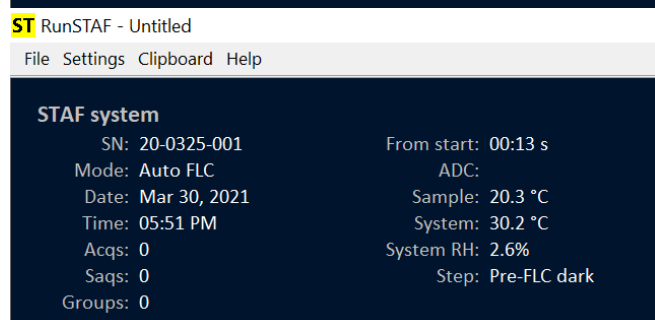 ST RunSTAF - Untitled
File Settings Clipboard Help
STAF system
SN: 20-0325-001 From start: 00:13 s
Mode: Auto FLC ADC:
Date: Mar 30, 2021 Sample: 20.3 °C
Time: 05:51 PM System: 30.2 °C
Acqs: 0 System RH: 2.6%
Saqs: 0 Step: Pre-FLC dark
Groups: 0